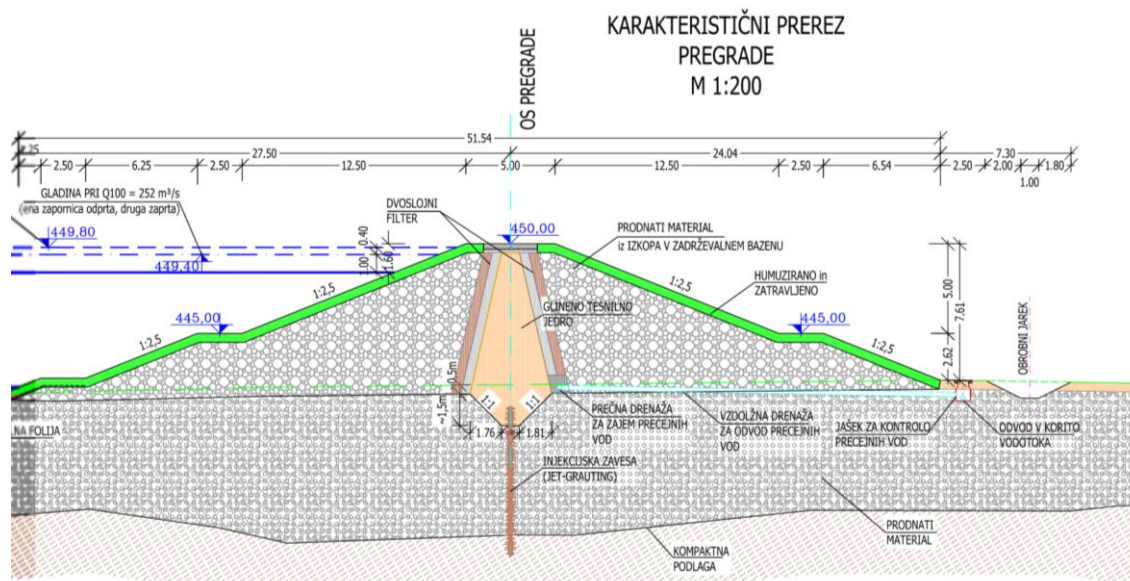 KARAKTERISTIČNI PREREZ
PREGRADE
M 1:200
OS PREGRADE
51.54
27.50
24.04
7.30
2.50
6.25
2.50
12.50
5.00
12.50
2.50
6.54
2.50
2.00
1.80
1.00
GLADINA PRI Q100 = 252 m³/s
(ena zapornica odprta, druga zaprta)
449.80
449.40
DVOSLOJNI
FILTER
450,00
0.40
1.00
1.60
PRODNATI MATERIAL
iz IZKOPA V ZADRŽEVALNEM BAZENU
HUMUZIRANO in
ZATRAVLJENO
GLINENO TESNILNO
JEDRO
1:2,5
1:2,5
1:2,5
1:2,5
445,00
445,00
5.00
7.61
2.62
OBROBNI JAREK
0.5m
~1,5m
1:1
1:1
1.76
1.81
PREČNA DRENAŽA
ZA ZAJEM PRECEJNIH
VOD
VZDOLŽNA DRENAŽA
ZA ODVOD PRECEJNIH
VOD
JAŠEK ZA KONTROLO
PRECEJNIH VOD
ODVOD V KORITO
VODOTOKA
FOLIJA
INJEKCIJSKA ZAVESA
(JET-GRAUTING)
PRODNATI
MATERIAL
KOMPAKTNA
PODLAGA